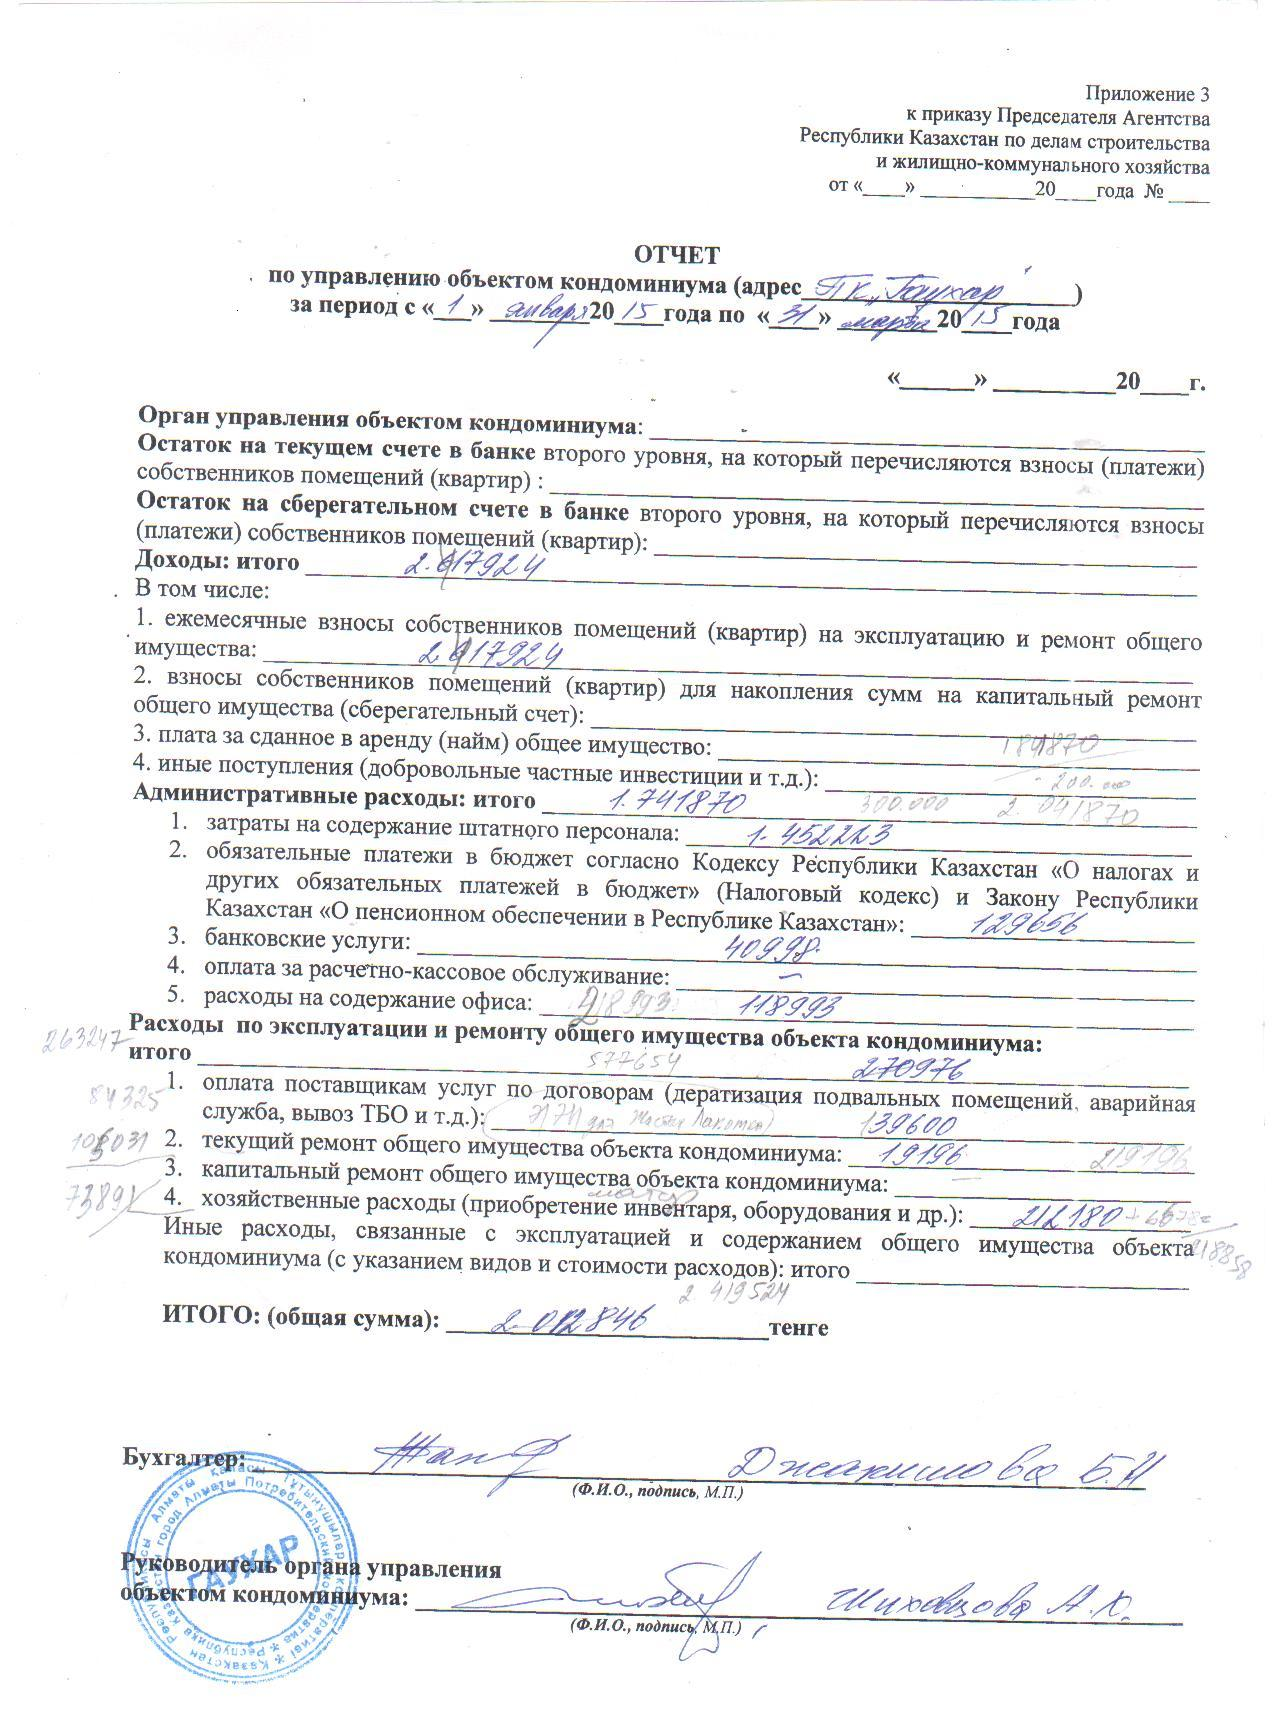 Приложение 3
к приказу Председателя Агентства
Республики Казахстан по делам строительства
и жилищно-коммунального хозяйства
от «____» ___________20____года № ____
ОТЧЕТ
по управлению объектом кондоминиума (адрес ПК "Гаухар")
за период с «1» января 2015 года по «31» марта 2015 года
«______» __________20____г.
Орган управления объектом кондоминиума: -
Остаток на текущем счете в банке второго уровня, на который перечисляются взносы (платежи)
собственников помещений (квартир) :
Остаток на сберегательном счете в банке второго уровня, на который перечисляются взносы
(платежи) собственников помещений (квартир):
Доходы: итого
В том числе:
1. ежемесячные взносы собственников помещений (квартир) на эксплуатацию и ремонт общего
имущества:
2. взносы собственников помещений (квартир) для накопления сумм на капитальный ремонт
общего имущества (сберегательный счет):
3. плата за сданное в аренду (найм) общее имущество: 1841870
4. иные поступления (добровольные частные инвестиции и т.д.): - 200.000
Административные расходы: итого 1.741870 300.000 2.041870
1. затраты на содержание штатного персонала: 1.452223
2. обязательные платежи в бюджет согласно Кодексу Республики Казахстан «О налогах и
других обязательных платежей в бюджет» (Налоговый кодекс) и Закону Республики
Казахстан «О пенсионном обеспечении в Республике Казахстан»: 129656
3. банковские услуги: 40998
4. оплата за расчетно-кассовое обслуживание: –
5. расходы на содержание офиса: 218993 118993
263247 Расходы по эксплуатации и ремонту общего имущества объекта кондоминиума:
итого 577654 270976
84325 1. оплата поставщикам услуг по договорам (дератизация подвальных помещений, аварийная
служба, вывоз ТБО и т.д.): 139600
2. текущий ремонт общего имущества объекта кондоминиума: 19196 219196
3. капитальный ремонт общего имущества объекта кондоминиума: –
4. хозяйственные расходы (приобретение инвентаря, оборудования и др.): 212180 + 6678=
218858
Иные расходы, связанные с эксплуатацией и содержанием общего имущества объекта
кондоминиума (с указанием видов и стоимости расходов): итого
2.419524
ИТОГО: (общая сумма): 2.012846 тенге
Бухгалтер: Джакишова Б.И
(Ф.И.О., подпись, М.П.)
Руководитель органа управления
объектом кондоминиума: Шиховцова А.К.
(Ф.И.О., подпись, М.П.)
ГАУХАР